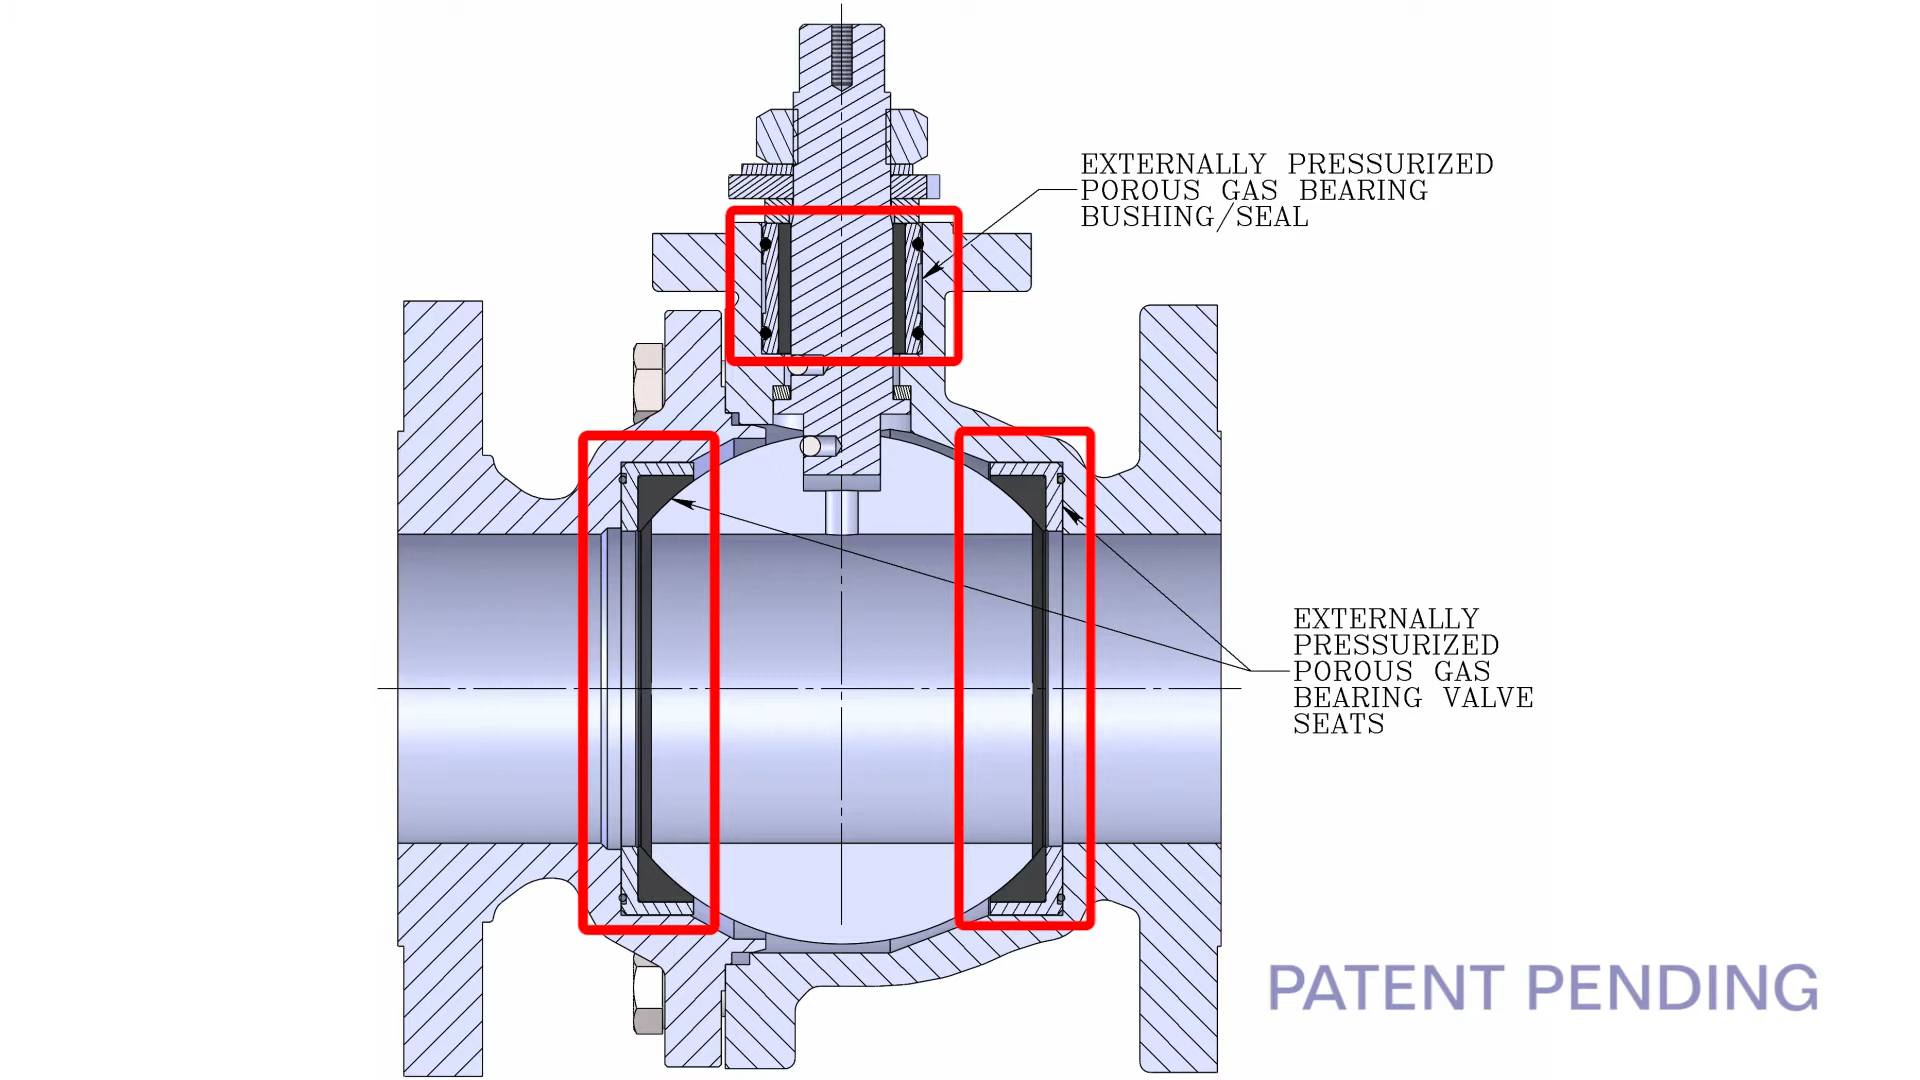 EXTERNALLY PRESSURIZED
POROUS GAS BEARING
BUSHING/SEAL
EXTERNALLY
PRESSURIZED
POROUS GAS
BEARING VALVE
SEATS
PATENT PENDING